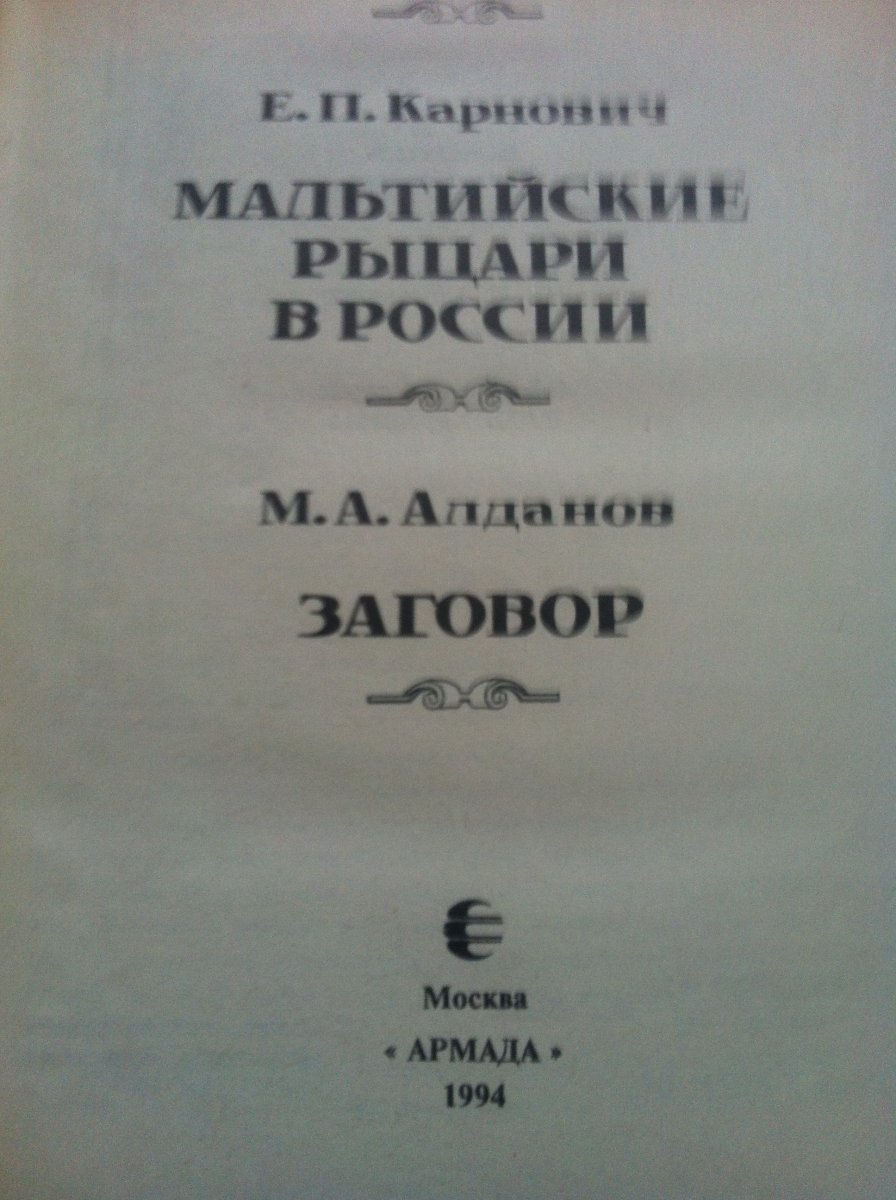 Е. П. Карнович
МАЛЬТИЙСКИЕ
РЫЦАРИ
В РОССИИ
М. А. Алданов
ЗАГОВОР
Москва
« АРМАДА »
1994